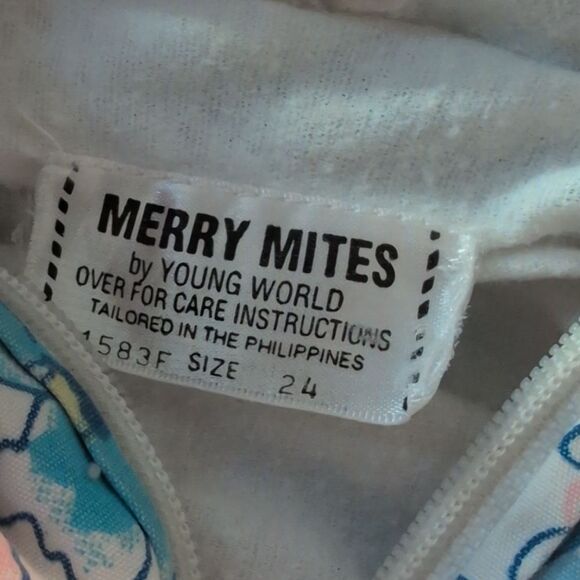 MERRY MITES
by YOUNG WORLD
OVER FOR CARE INSTRUCTIONS
TAILORED IN THE PHILIPPINES
1583F SIZE 24